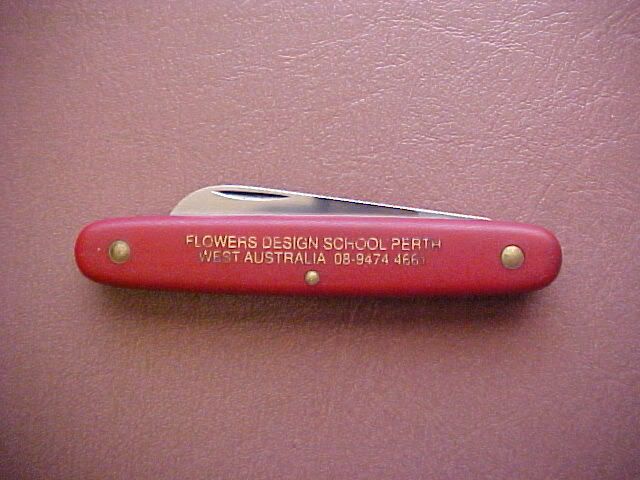 FLOWERS DESIGN SCHOOL PERTH
WEST AUSTRALIA 08-9474 4661